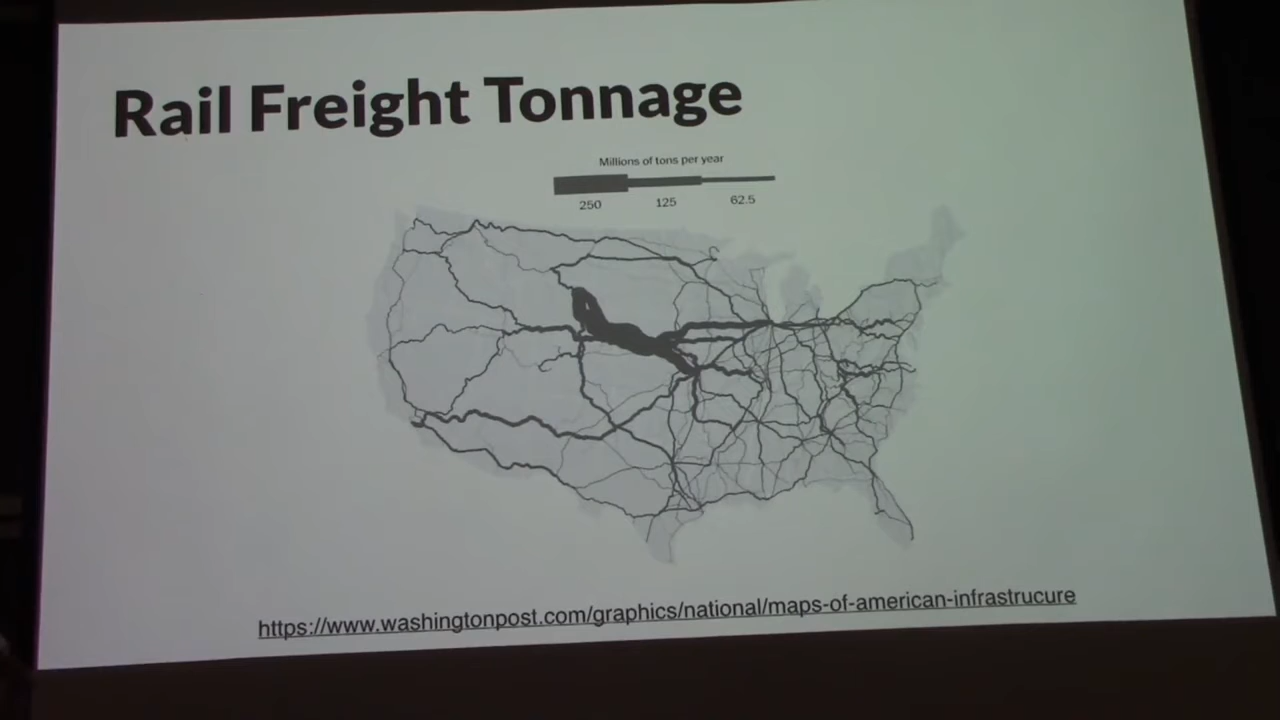 Rail Freight Tonnage
Millions of tons per year
250 125 62.5
https://www.washingtonpost.com/graphics/national/maps-of-american-infrastrucure